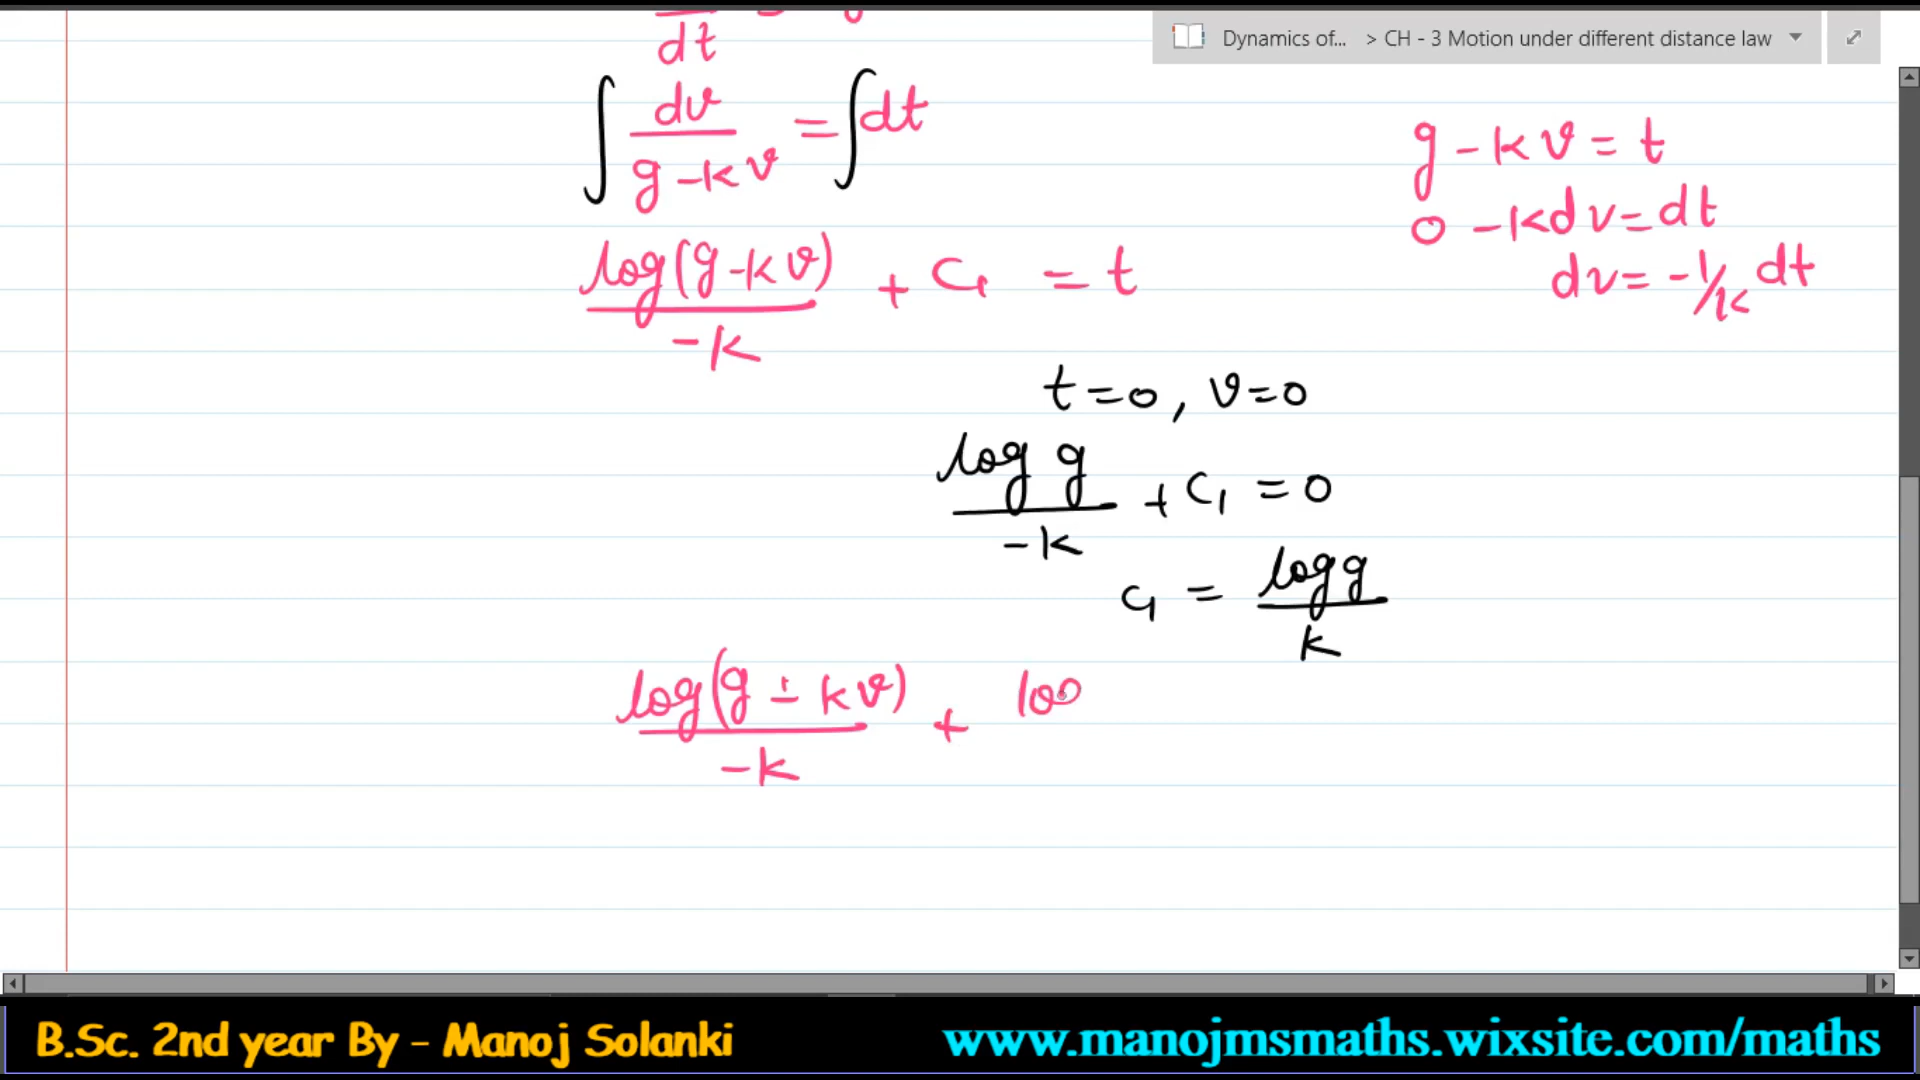 Dynamics of... > CH - 3 Motion under different distance law
dt
∫ dv/(g-kv) = ∫dt
g-kv=t
0-kdv=dt
dv=-1/k dt
log(g-kv)/-k + C₁ = t
t=0, v=0
log g/-k + C₁ = 0
C₁ = log g/k
log(g ± kv)/-k +
B.Sc. 2nd year By - Manoj Solanki
www.manojmsmaths.wixsite.com/maths